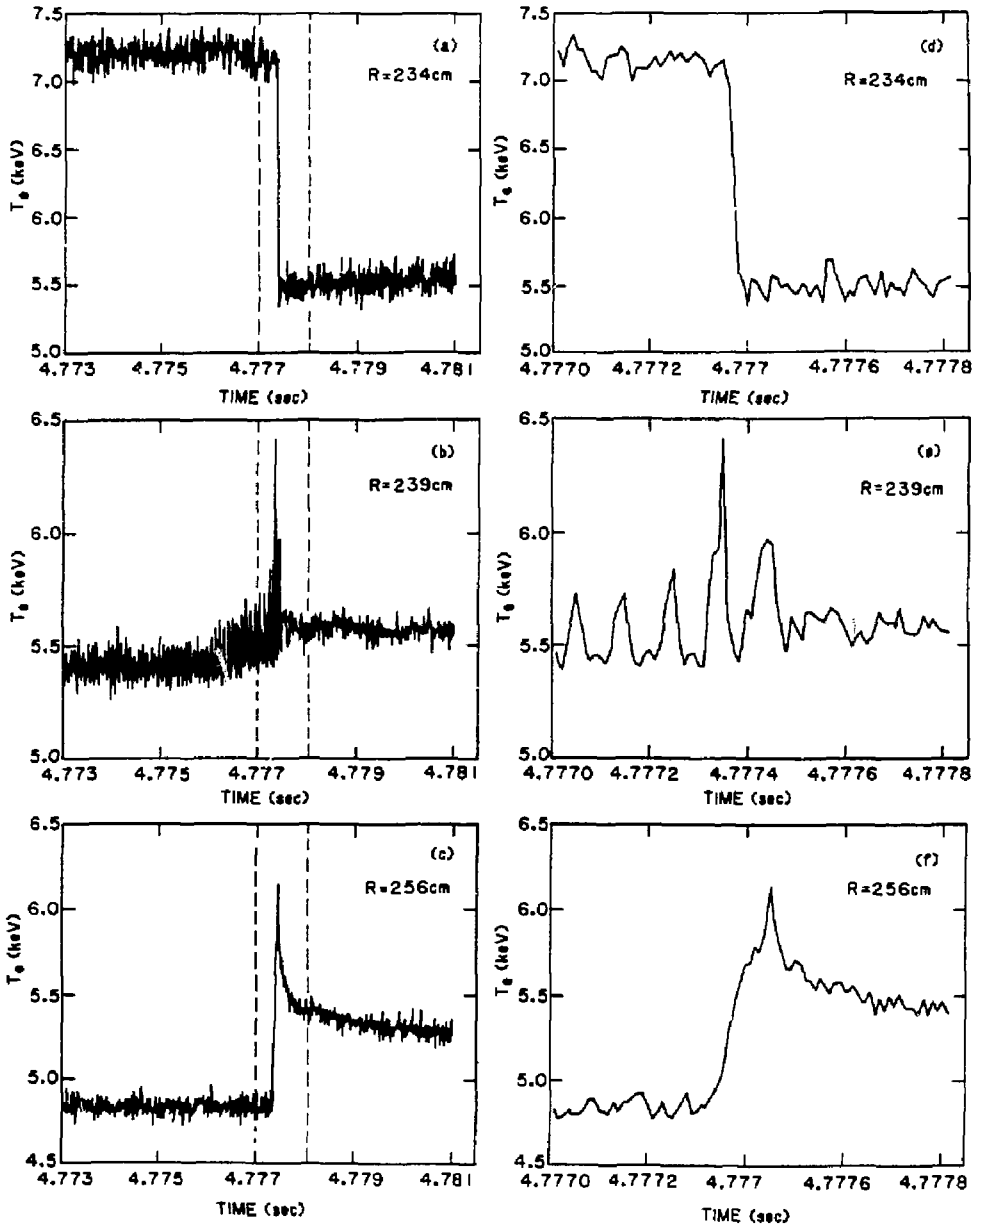 7.5
7.0
6.5
6.0
5.5
5.0
Te (keV)
(a)
R=234cm
4.773 4.775 4.777 4.779 4.781
TIME (sec)
7.5
7.0
6.5
6.0
5.5
5.0
Te (keV)
(d)
R=234cm
4.7770 4.7772 4.777 4.7776 4.7778
TIME (sec)
6.5
6.0
5.5
5.0
Te (keV)
(b)
R=239cm
4.773 4.775 4.777 4.779 4.781
TIME (sec)
6.5
6.0
5.5
5.0
Te (keV)
(e)
R=239cm
4.7770 4.7772 4.7774 4.7776 4.7778
TIME (sec)
6.5
6.0
5.5
5.0
4.5
Te (keV)
(c)
R=256cm
4.773 4.775 4.777 4.779 4.781
TIME (sec)
6.5
6.0
5.5
5.0
4.5
Te (keV)
(f)
R=256cm
4.7770 4.7772 4.777 4.7776 4.7778
TIME (sec)